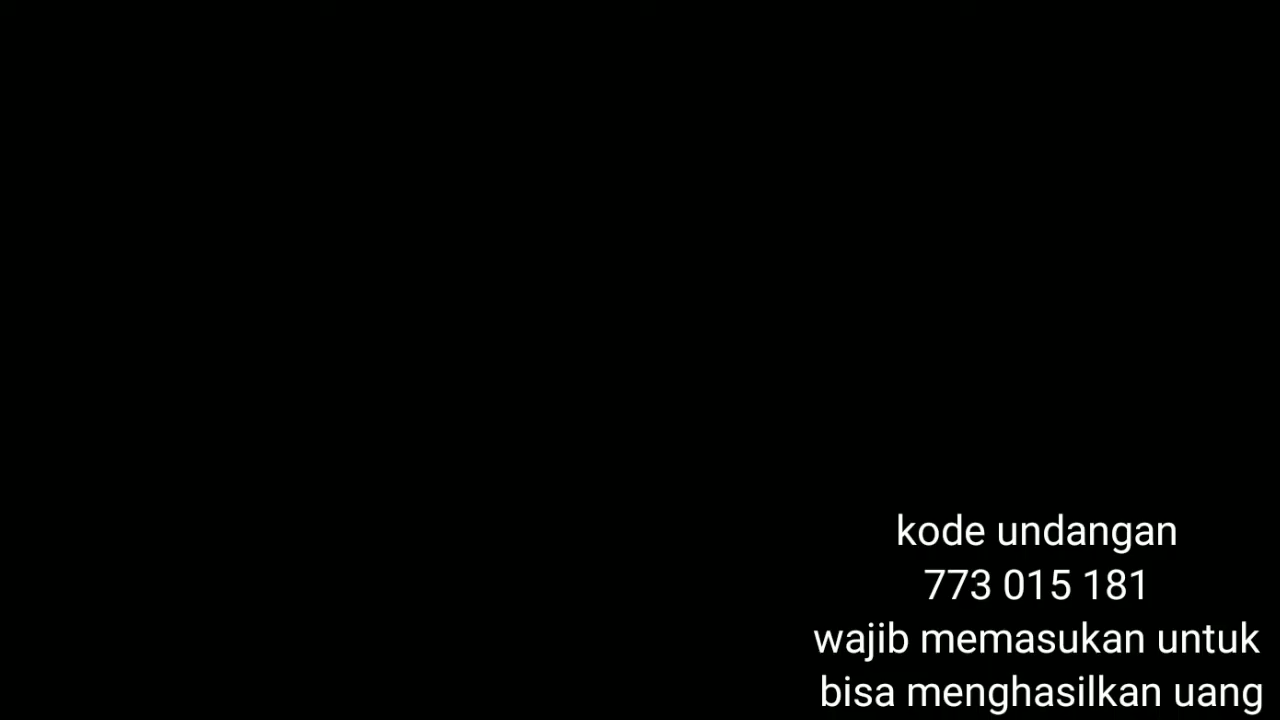 kode undangan
773 015 181
wajib memasukan untuk
bisa menghasilkan uang